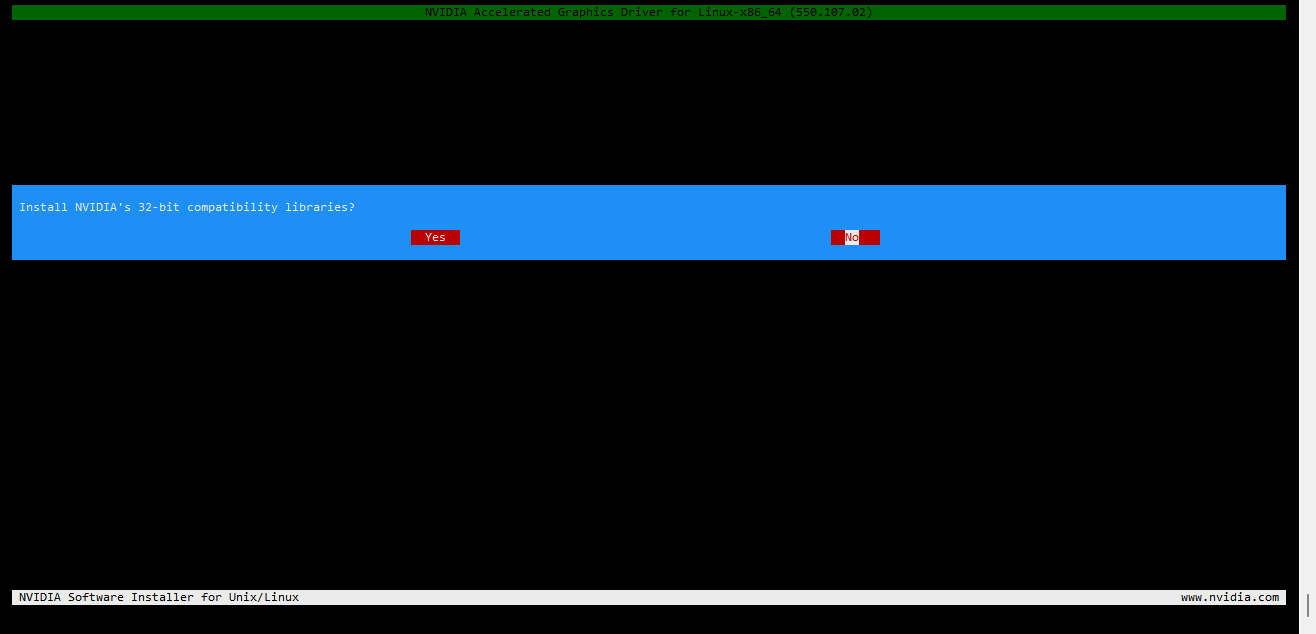 NVIDIA Accelerated Graphics Driver for Linux-x86_64 (550.107.02)
Install NVIDIA's 32-bit compatibility libraries?
Yes No
NVIDIA Software Installer for Unix/Linux www.nvidia.com